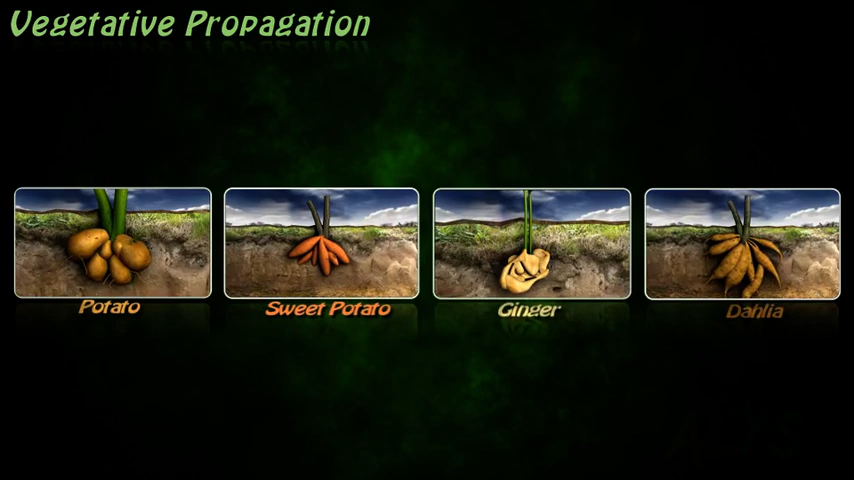 Vegetative Propagation
Potato
Sweet Potato
Ginger
Dahlia